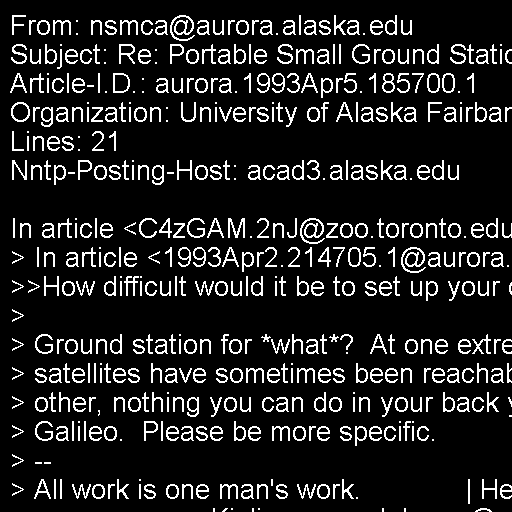 From: nsmca@aurora.alaska.edu
Subject: Re: Portable Small Ground Static
Article-I.D.: aurora.1993Apr5.185700.1
Organization: University of Alaska Fairban
Lines: 21
Nntp-Posting-Host: acad3.alaska.edu

In article <C4zGAM.2nJ@zoo.toronto.edu
> In article <1993Apr2.214705.1@aurora.
>>How difficult would it be to set up your
>
> Ground station for *what*?  At one extre
> satellites have sometimes been reachab
> other, nothing you can do in your back
> Galileo.  Please be more specific.
> --
> All work is one man's work.             | He